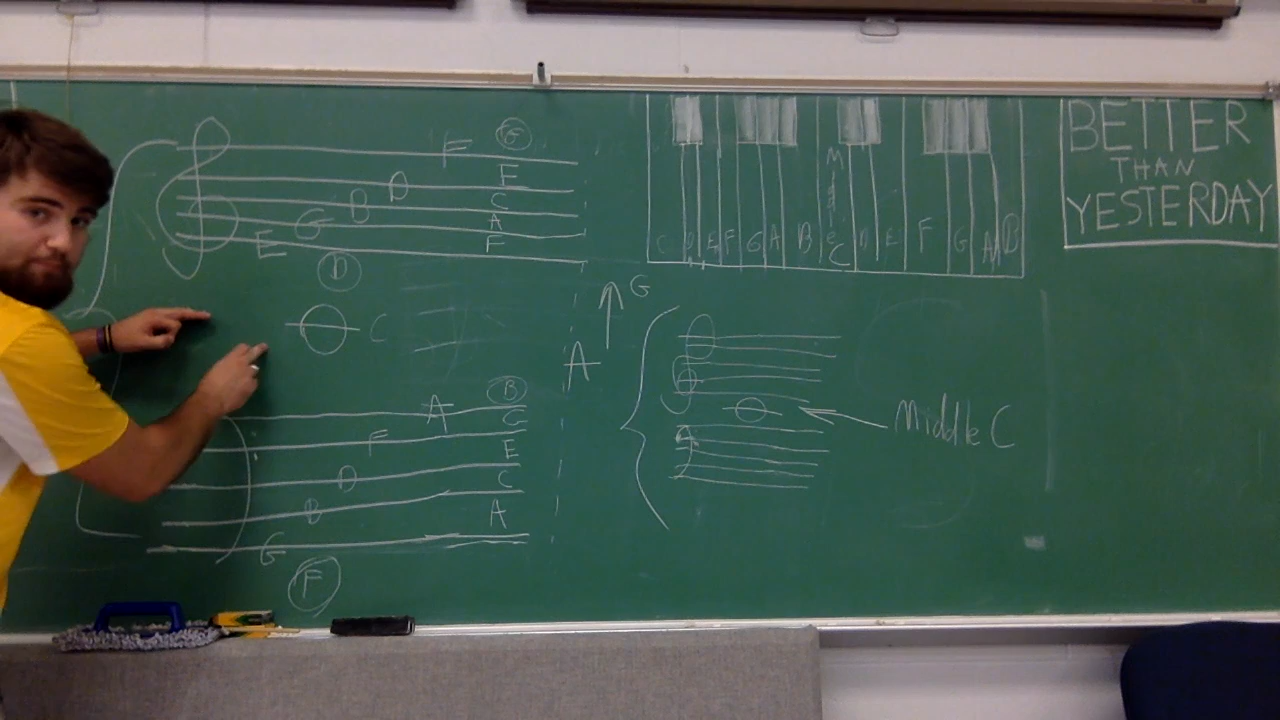 F G
F
D C
B A
G F
E
D
C
B
A G
F E
D C
B A
G
F
G
A
C D E F G A B Middle C D E F G A B
Middle C
BETTER
THAN
YESTERDAY